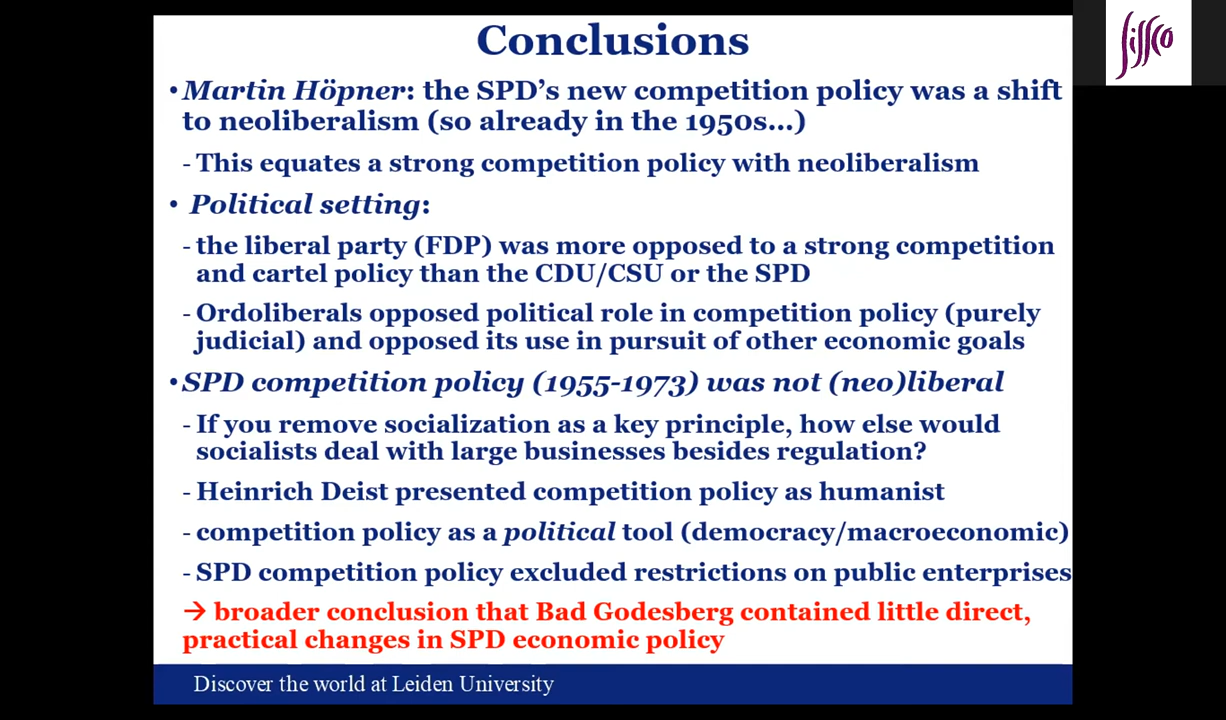 Conclusions
SissCo
•Martin Höpner: the SPD's new competition policy was a shift
to neoliberalism (so already in the 1950s...)
- This equates a strong competition policy with neoliberalism
• Political setting:
- the liberal party (FDP) was more opposed to a strong competition
and cartel policy than the CDU/CSU or the SPD
- Ordoliberals opposed political role in competition policy (purely
judicial) and opposed its use in pursuit of other economic goals
•SPD competition policy (1955-1973) was not (neo)liberal
- If you remove socialization as a key principle, how else would
socialists deal with large businesses besides regulation?
- Heinrich Deist presented competition policy as humanist
- competition policy as a political tool (democracy/macroeconomic)
- SPD competition policy excluded restrictions on public enterprises
→ broader conclusion that Bad Godesberg contained little direct,
practical changes in SPD economic policy
Discover the world at Leiden University